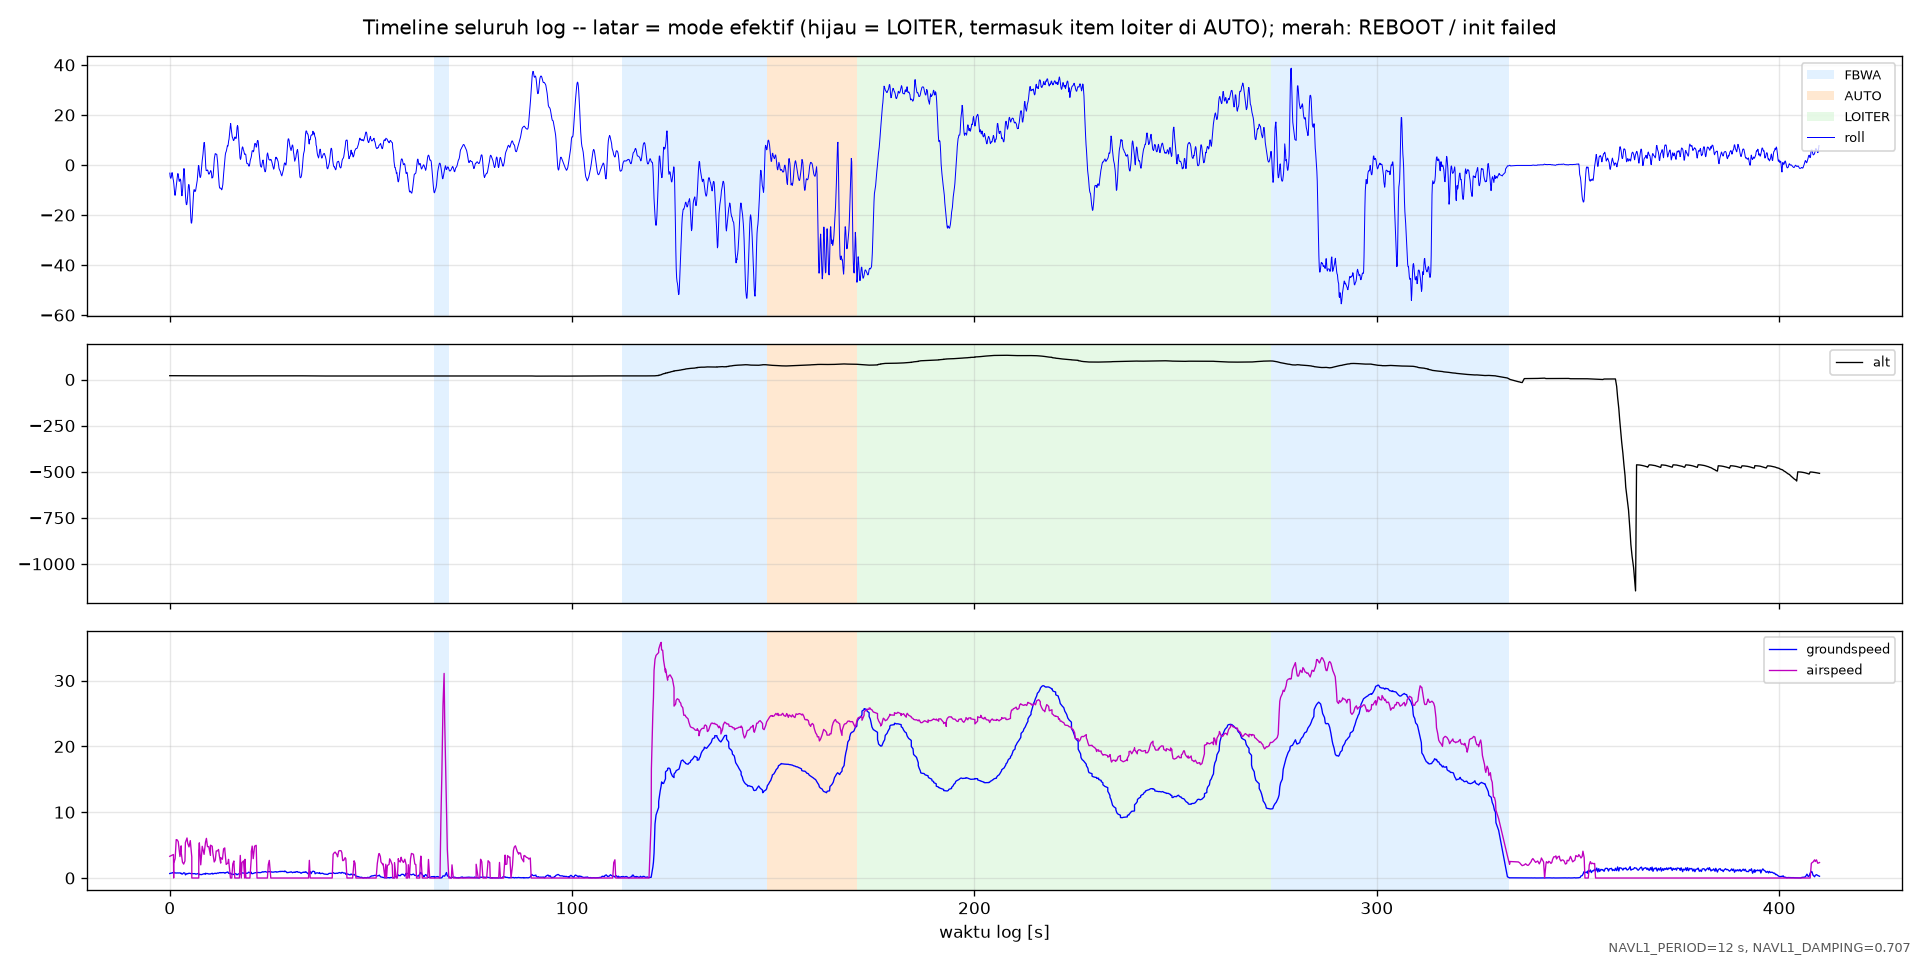 Timeline seluruh log -- latar = mode efektif (hijau = LOITER, termasuk item loiter di AUTO); merah: REBOOT / init failed
40
20
0
−20
−40
−60
FBWA
AUTO
LOITER
roll
0
−250
−500
−750
−1000
alt
30
20
10
0
groundspeed
airspeed
0
100
200
300
400
waktu log [s]
NAVL1_PERIOD=12 s, NAVL1_DAMPING=0.707